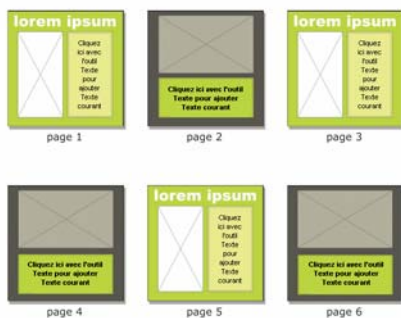 lorem ipsum
Cliquez
ici avec
l'outil
Texte
pour
ajouter
Texte
courant
page 1
Cliquez ici avec l'outil
Texte pour ajouter
Texte courant
page 2
lorem ipsum
Cliquez
ici avec
l'outil
Texte
pour
ajouter
Texte
courant
page 3
Cliquez ici avec l'outil
Texte pour ajouter
Texte courant
page 4
lorem ipsum
Cliquez
ici avec
l'outil
Texte
pour
ajouter
Texte
courant
page 5
Cliquez ici avec l'outil
Texte pour ajouter
Texte courant
page 6